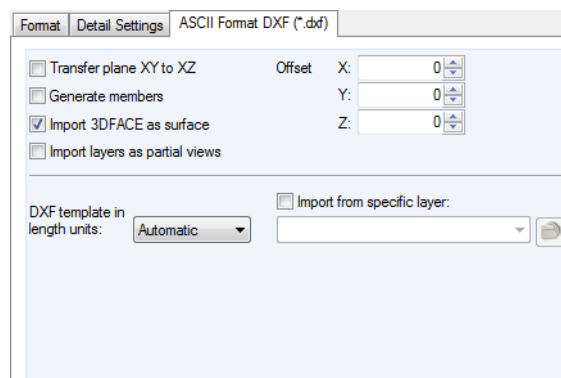 Format Detail Settings ASCII Format DXF (*.dxf)
Transfer plane XY to XZ Offset X: 0
Generate members Y: 0
Import 3DFACE as surface Z: 0
Import layers as partial views
Import from specific layer:
DXF template in
length units: Automatic